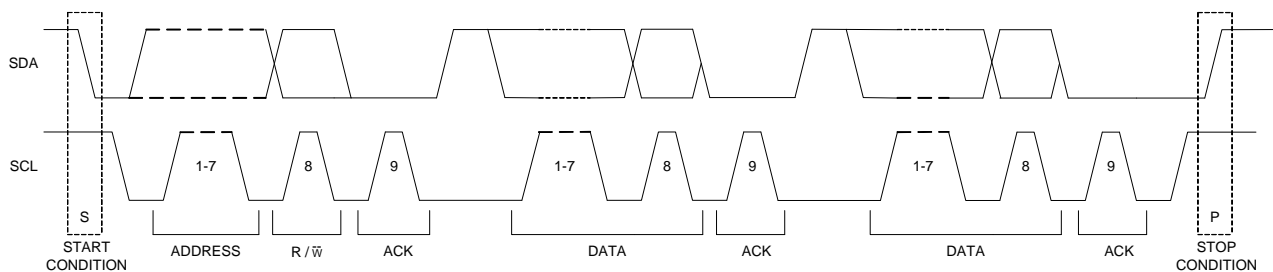 SDA
SCL
1-7
8
9
1-7
8
9
1-7
8
9
S
P
START
CONDITION
ADDRESS
R / W̅
ACK
DATA
ACK
DATA
ACK
STOP
CONDITION